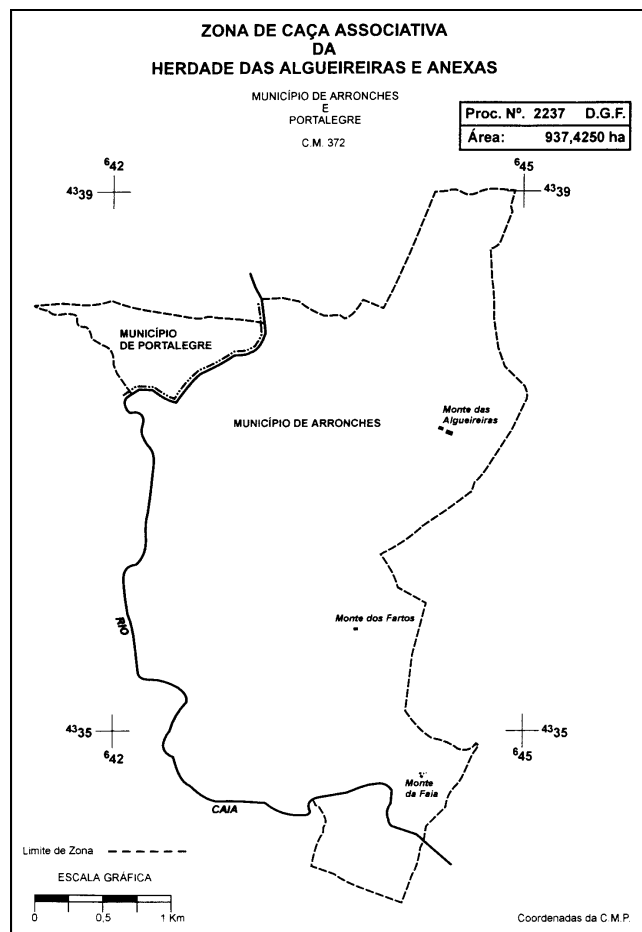 ZONA DE CAÇA ASSOCIATIVA
DA
HERDADE DAS ALGUEIREIRAS E ANEXAS
MUNICÍPIO DE ARRONCHES
E
PORTALEGRE
C.M. 372
Proc. Nº. 2237 D.G.F.
Área: 937,4250 ha
642
4339
645
4339
MUNICÍPIO
DE PORTALEGRE
MUNICÍPIO DE ARRONCHES
Monte das
Algueireiras
Monte dos Fartos
RIO
4335
642
4335
645
Monte
da Faia
CAIA
Limite de Zona
ESCALA GRÁFICA
0 0,5 1 Km
Coordenadas da C.M.P.